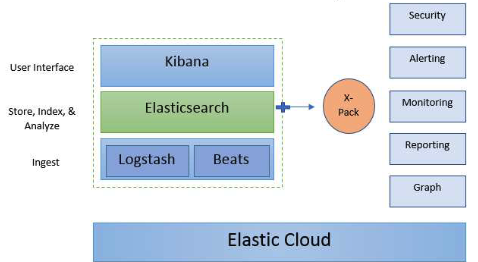 Security
Kibana
User Interface
Alerting
Elasticsearch
Store, Index, &
Analyze
X-
Pack
Monitoring
Ingest
Logstash
Beats
Reporting
Graph
Elastic Cloud